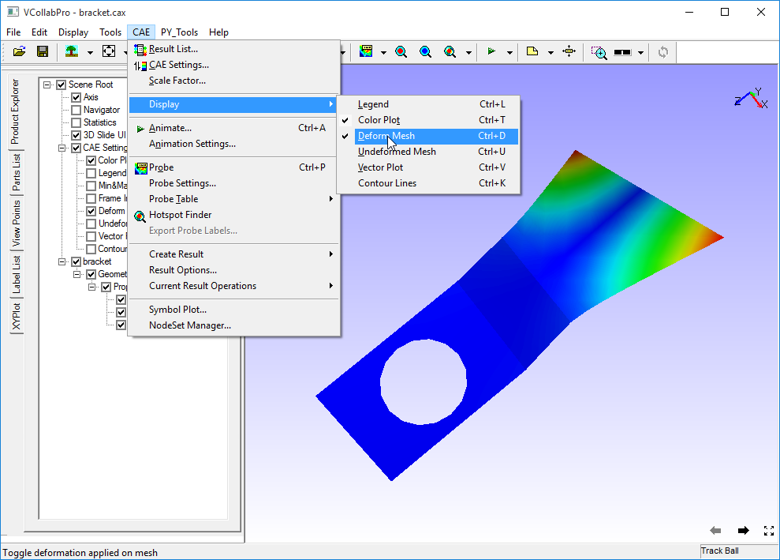 VCollabPro - bracket.cax
File Edit Display Tools CAE PY_Tools Help
Product Explorer
Parts List
View Points
Label List
XYPlot
Scene Root
Axis
Navigator
Statistics
3D Slide UI
CAE Setting
Color Pl
Legend
Min&Ma
Frame In
Deform
Undefor
Vector
Contour
bracket
Geomet
Prop
Result List...
CAE Settings...
Scale Factor...
Display
Animate... Ctrl+A
Animation Settings...
Probe Ctrl+P
Probe Settings...
Probe Table
Hotspot Finder
Export Probe Labels...
Create Result
Result Options...
Current Result Operations
Symbol Plot...
NodeSet Manager...
Legend Ctrl+L
Color Plot Ctrl+T
Deform Mesh Ctrl+D
Undeformed Mesh Ctrl+U
Vector Plot Ctrl+V
Contour Lines Ctrl+K
Y
Z
X
Toggle deformation applied on mesh
Track Ball